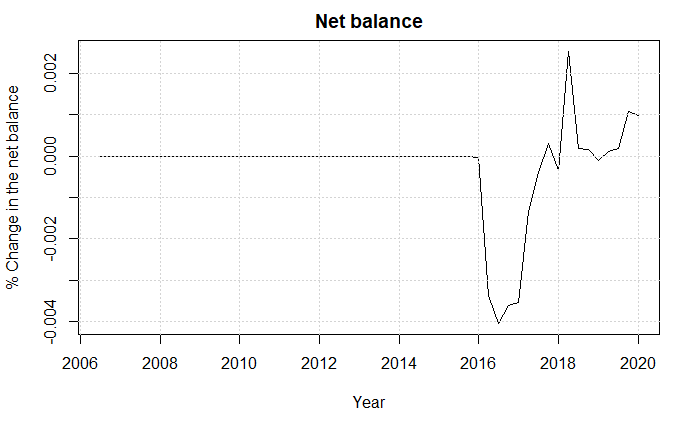 Net balance
% Change in the net balance
0.002
0.000
-0.002
-0.004
2006 2008 2010 2012 2014 2016 2018 2020
Year